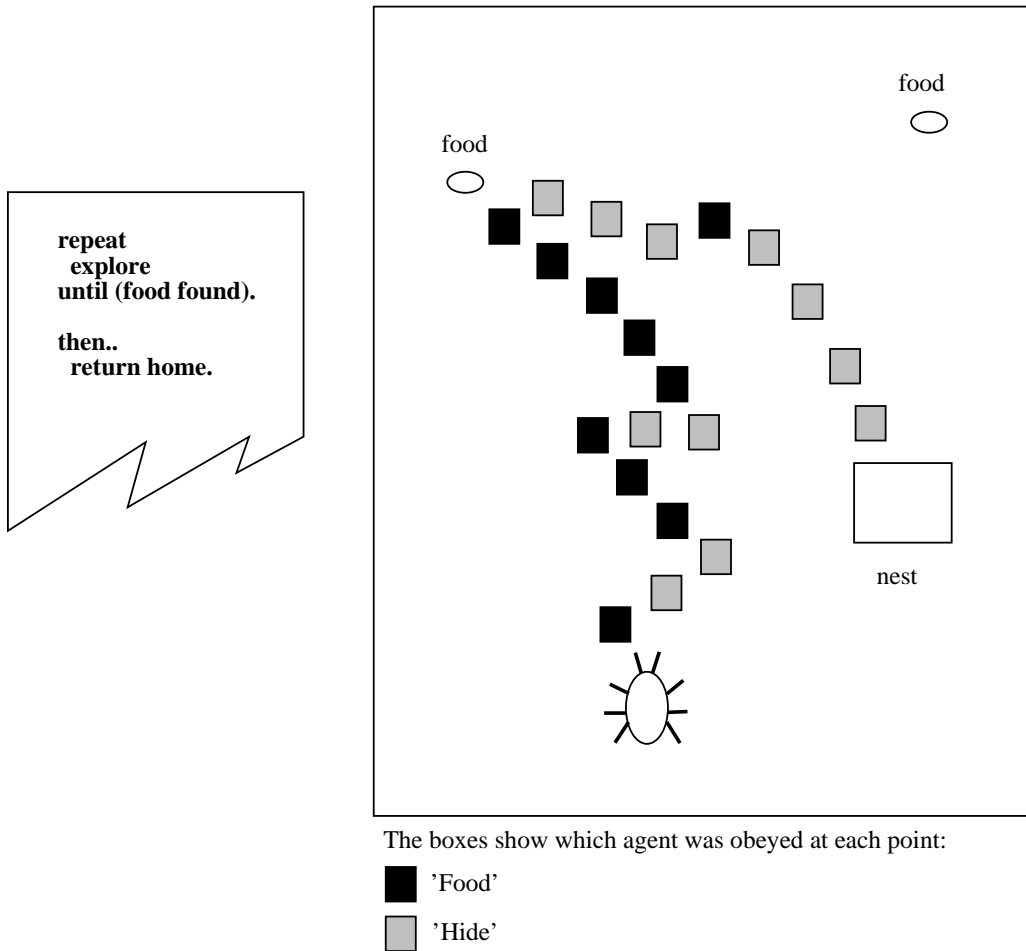 repeat
explore
until (food found).
then..
return home.
food
food
nest
The boxes show which agent was obeyed at each point:
’Food’
’Hide’